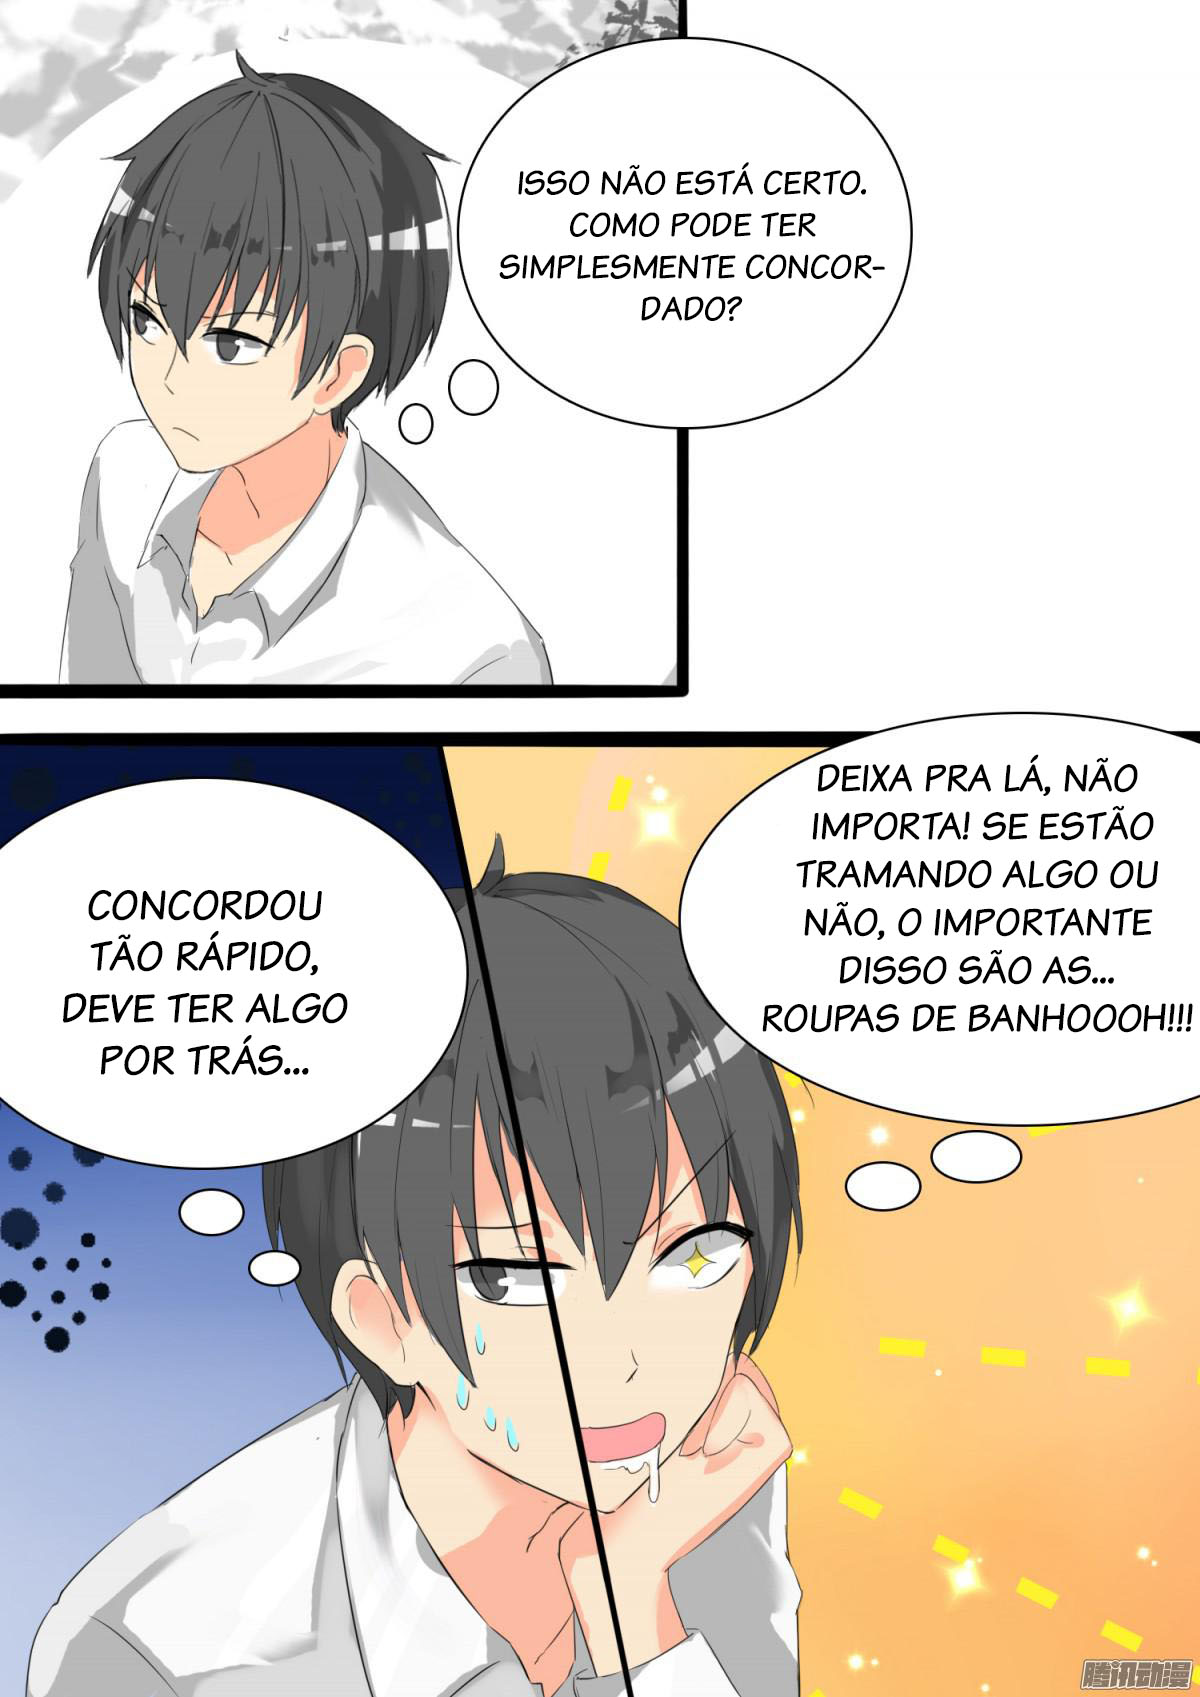 ISSO NÃO ESTÁ CERTO.
COMO PODE TER
SIMPLESMENTE CONCOR-
DADO?
CONCORDOU
TÃO RÁPIDO,
DEVE TER ALGO
POR TRÁS...
DEIXA PRA LÁ, NÃO
IMPORTA! SE ESTÃO
TRAMANDO ALGO OU
NÃO, O IMPORTANTE
DISSO SÃO AS...
ROUPAS DE BANHOOOH!!!
腾讯动漫